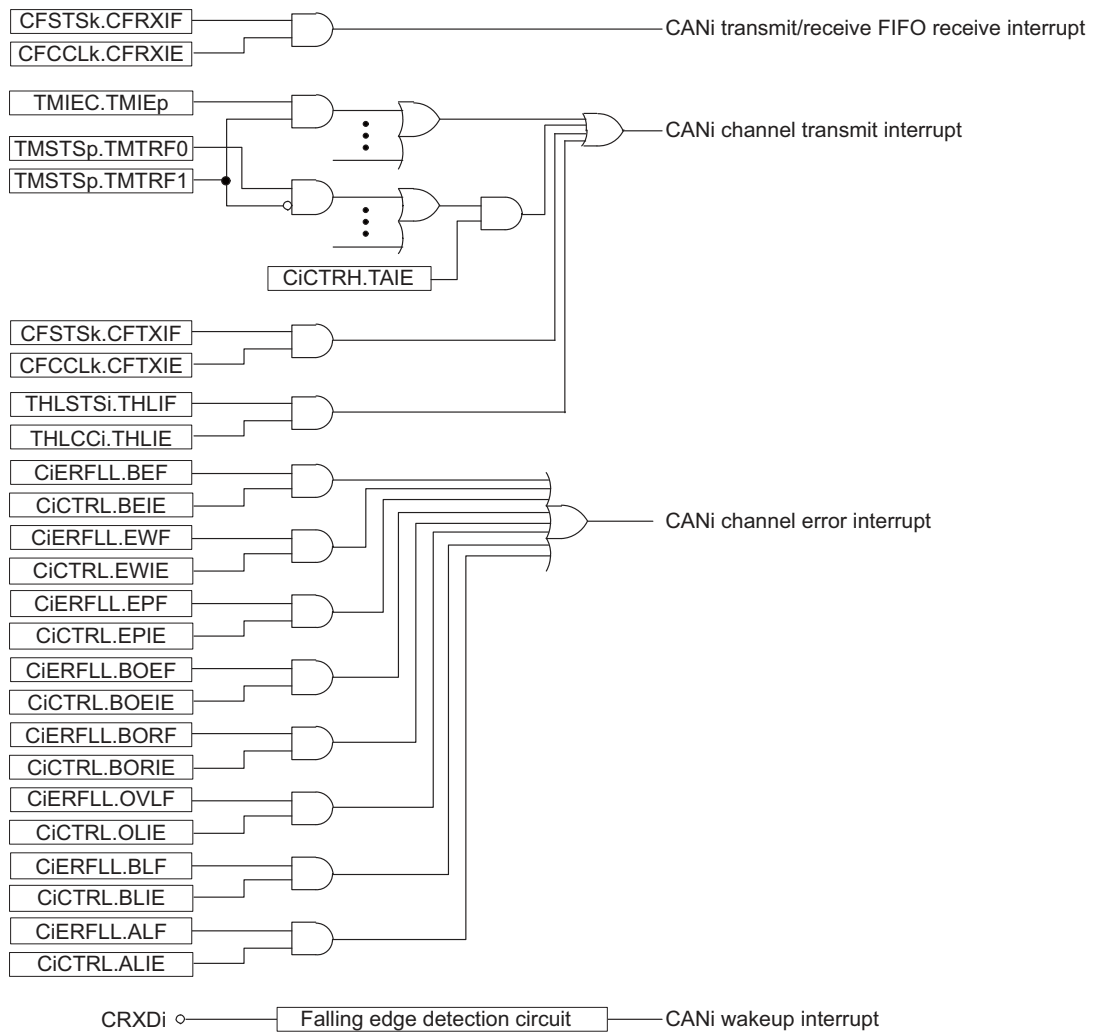 CFSTSk.CFRXIF
CFCCLk.CFRXIE
CANi transmit/receive FIFO receive interrupt
TMIEC.TMIEp
TMSTSp.TMTRF0
TMSTSp.TMTRF1
CANi channel transmit interrupt
CiCTRH.TAIE
CFSTSk.CFTXIF
CFCCLk.CFTXIE
THLSTSi.THLIF
THLCCi.THLIE
CiERFLL.BEF
CiCTRL.BEIE
CiERFLL.EWF
CiCTRL.EWIE
CANi channel error interrupt
CiERFLL.EPF
CiCTRL.EPIE
CiERFLL.BOEF
CiCTRL.BOEIE
CiERFLL.BORF
CiCTRL.BORIE
CiERFLL.OVLF
CiCTRL.OLIE
CiERFLL.BLF
CiCTRL.BLIE
CiERFLL.ALF
CiCTRL.ALIE
CRXDi
Falling edge detection circuit
CANi wakeup interrupt